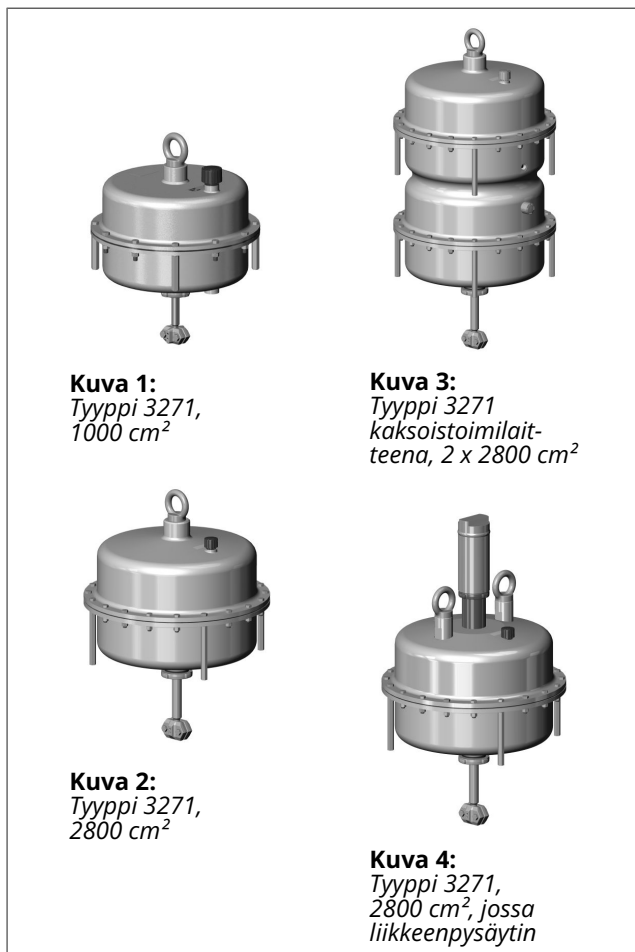 Kuva 1:
Tyyppi 3271,
1000 cm²
Kuva 2:
Tyyppi 3271,
2800 cm²
Kuva 3:
Tyyppi 3271
kaksoistoimilait-
teena, 2 x 2800 cm²
Kuva 4:
Tyyppi 3271,
2800 cm², jossa
liikkeenpysäytin